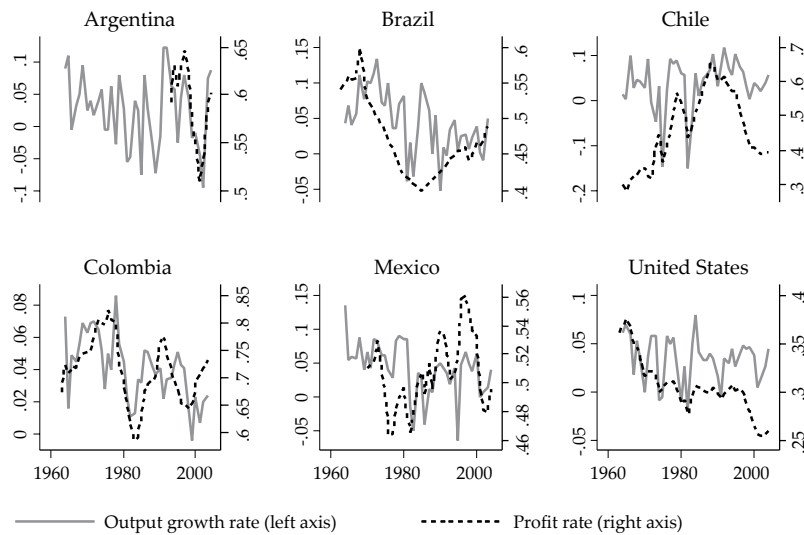 Argentina
Brazil
Chile
-.1 -.05 0 .05 .1
.5 .55 .6 .65
-.05 0 .05 .1 .15
.4 .45 .5 .55 .6
-.2 -.1 0 .1
.3 .4 .5 .6 .7
Colombia
Mexico
United States
0 .02 .04 .06 .08
.6 .65 .7 .75 .8 .85
-.05 0 .05 .1 .15
.46 .48 .5 .52 .54 .56
-.05 0 .05 .1
.25 .3 .35 .4
1960 1980 2000
1960 1980 2000
1960 1980 2000
Output growth rate (left axis)
Profit rate (right axis)